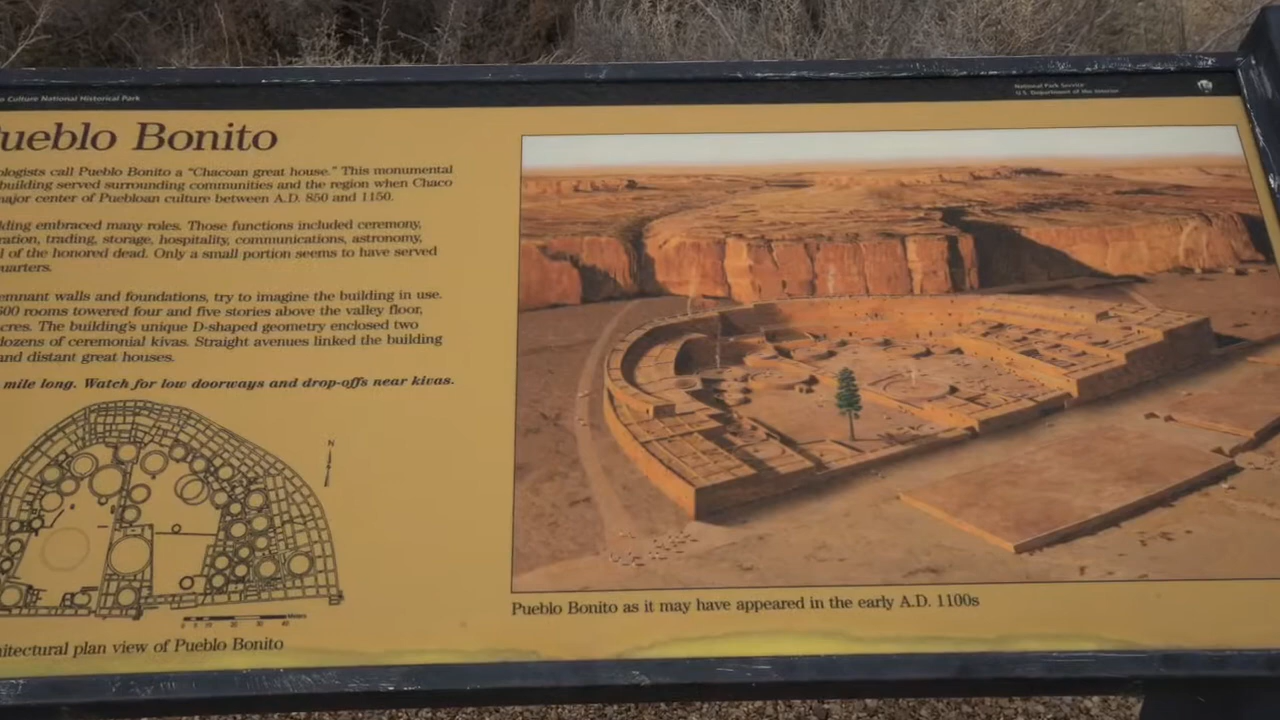 o Culture National Historical Park
National Park Service
U.S. Department of the Interior
ueblo Bonito
ologists call Pueblo Bonito a "Chacoan great house." This monumental
building served surrounding communities and the region when Chaco
major center of Puebloan culture between A.D. 850 and 1150.
lding embraced many roles. Those functions included ceremony,
ration, trading, storage, hospitality, communications, astronomy,
l of the honored dead. Only a small portion seems to have served
uarters.
emnant walls and foundations, try to imagine the building in use.
600 rooms towered four and five stories above the valley floor,
cres. The building's unique D-shaped geometry enclosed two
dozens of ceremonial kivas. Straight avenues linked the building
and distant great houses.
mile long. Watch for low doorways and drop-offs near kivas.
N
hitectural plan view of Pueblo Bonito
Pueblo Bonito as it may have appeared in the early A.D. 1100s